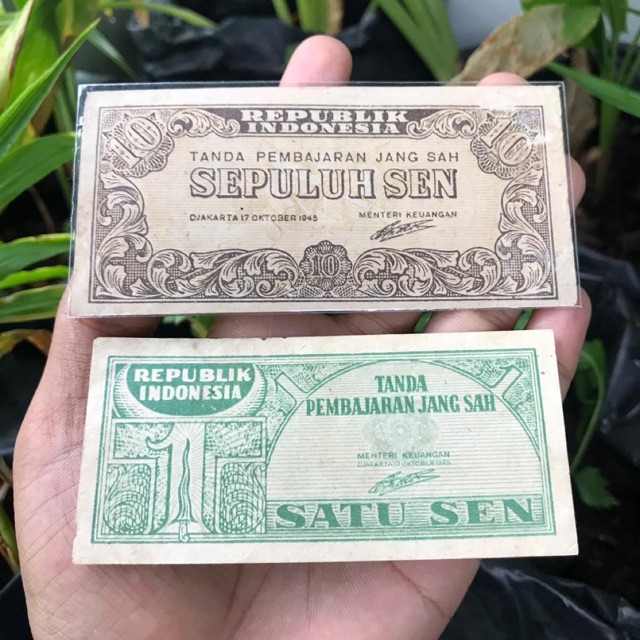 REPUBLIK
INDONESIA
10
10
TANDA PEMBAJARAN JANG SAH
SEPULUH SEN
DJAKARTA 17 OKTOBER 1945
MENTERI KEUANGAN
10
REPUBLIK
INDONESIA
TANDA
PEMBAJARAN JANG SAH
MENTERI KEUANGAN
DJAKARTA 17 OKTOBER 1945
1
SATU SEN